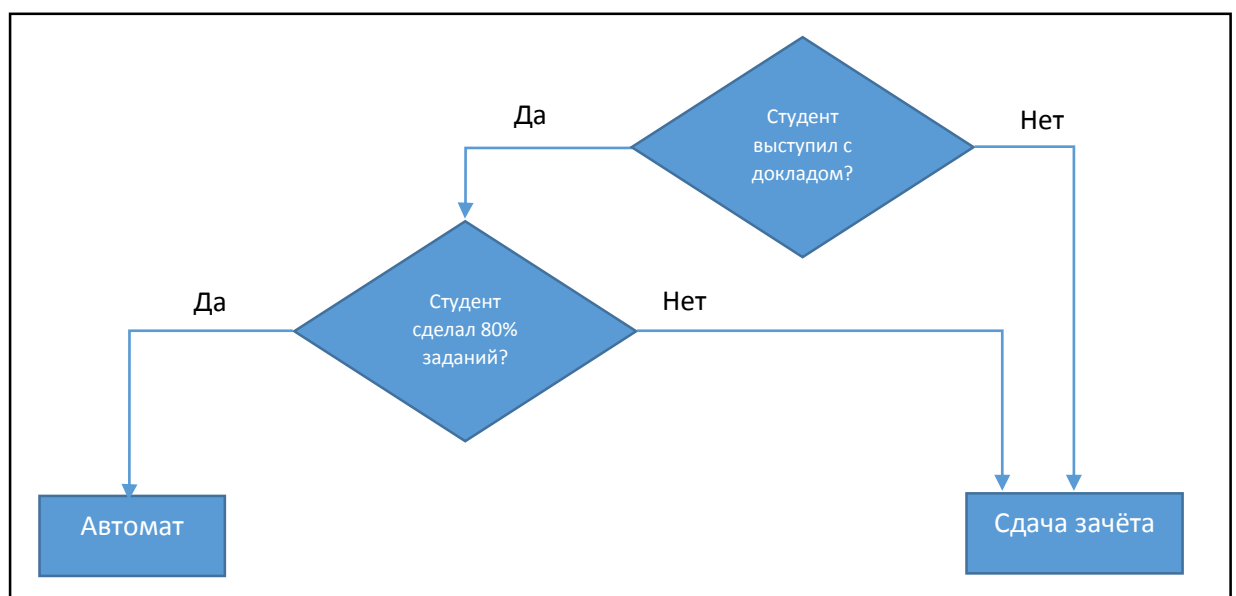 Да
Студент
выступил с
докладом?
Нет
Да
Студент
сделал 80%
заданий?
Нет
Автомат
Сдача зачёта